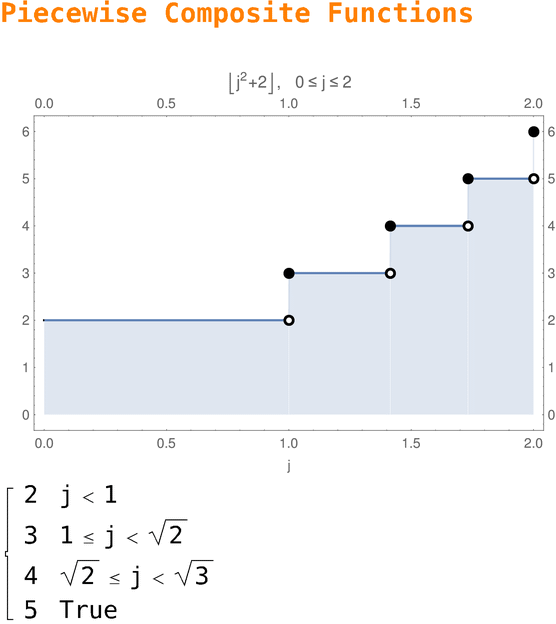 Piecewise Composite Functions
⌊j²+2⌋, 0 ≤ j ≤ 2
0.0 0.5 1.0 1.5 2.0
6 6
5 5
4 4
3 3
2 2
1 1
0 0
0.0 0.5 1.0 1.5 2.0
j
2 j < 1
3 1 ≤ j < √2
4 √2 ≤ j < √3
5 True